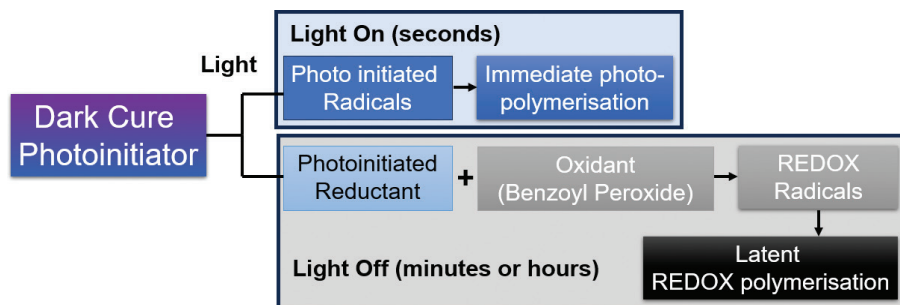 Light On (seconds)
Light
Photo initiated
Radicals
Immediate photo-
polymerisation
Dark Cure
Photoinitiator
Photoinitiated
Reductant
+
Oxidant
(Benzoyl Peroxide)
REDOX
Radicals
Light Off (minutes or hours)
Latent
REDOX polymerisation